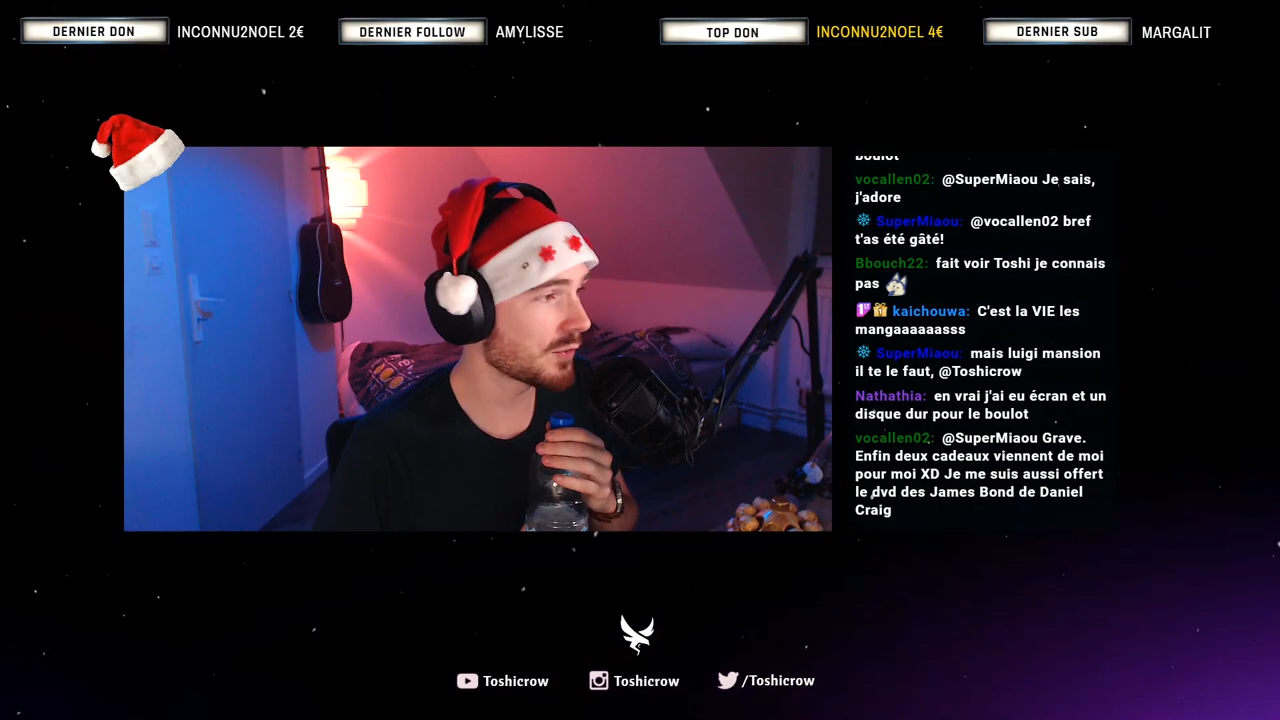 DERNIER DON INCONNU2NOEL 2€ DERNIER FOLLOW AMYLISSE TOP DON INCONNU2NOEL 4€ DERNIER SUB MARGALIT
boulot
vocallen02: @SuperMiaou Je sais,
j'adore
SuperMiaou: @vocallen02 bref
t'as été gâté!
Bbouch22: fait voir Toshi je connais
pas
kaichouwa: C'est la VIE les
mangaaaaaasss
SuperMiaou: mais luigi mansion
il te le faut, @Toshicrow
Nathathia: en vrai j'ai eu écran et un
disque dur pour le boulot
vocallen02: @SuperMiaou Grave.
Enfin deux cadeaux viennent de moi
pour moi XD Je me suis aussi offert
le dvd des James Bond de Daniel
Craig
Toshicrow Toshicrow /Toshicrow